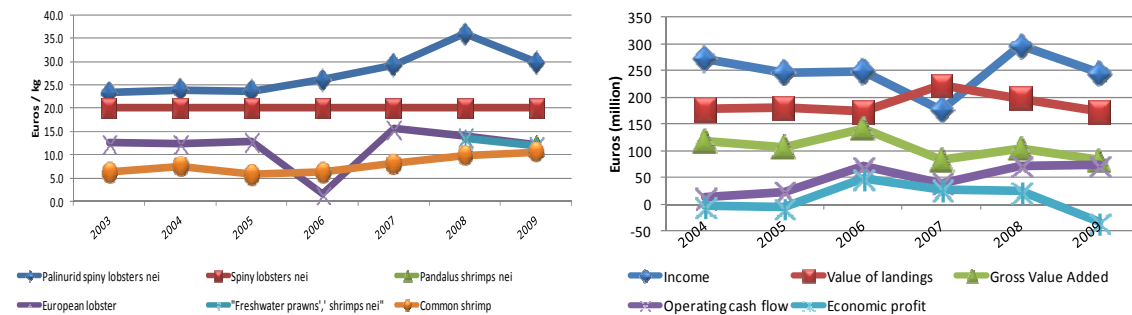 40.0
35.0
30.0
25.0
20.0
15.0
10.0
5.0
0.0
Euros / kg
2003 2004 2005 2006 2007 2008 2009
Palinurid spiny lobsters nei Spiny lobsters nei Pandalus shrimps nei
European lobster "Freshwater prawns',' shrimps nei" Common shrimp
350
300
250
200
150
100
50
0
-50
Euros (million)
2004 2005 2006 2007 2008 2009
Income Value of landings Gross Value Added
Operating cash flow Economic profit